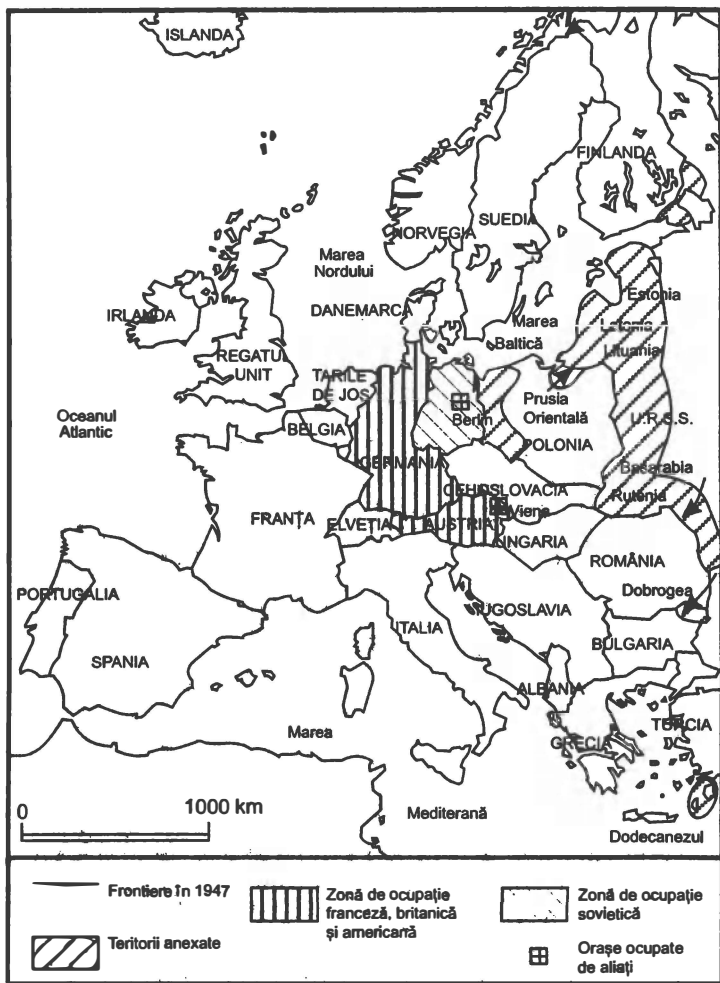 ISLANDA
FINLANDA
SUEDIA
NORVEGIA
Marea
Nordului
Estonia
DANEMARCA
IRLANDA
Marea
Baltică
Letonia
Lituania
REGATUL
UNIT
TARILE
DE JOS
Prusia
Orientală
Oceanul
Atlantic
Berlin
U.R.S.S.
BELGIA
POLONIA
GERMANIA
Basarabia
CEHOSLOVACIA
Rutenia
Viena
FRANȚA
ELVEȚIA
AUSTRIA
UNGARIA
ROMÂNIA
PORTUGALIA
Dobrogea
IUGOSLAVIA
ITALIA
BULGARIA
SPANIA
ALBANIA
TURCIA
Marea
GRECIA
0 1000 km
Mediterană
Dodecanezul
Frontiere în 1947
Zonă de ocupație
franceză, britanică
și americană
Zonă de ocupație
sovietică
Teritorii anexate
Orașe ocupate
de aliați